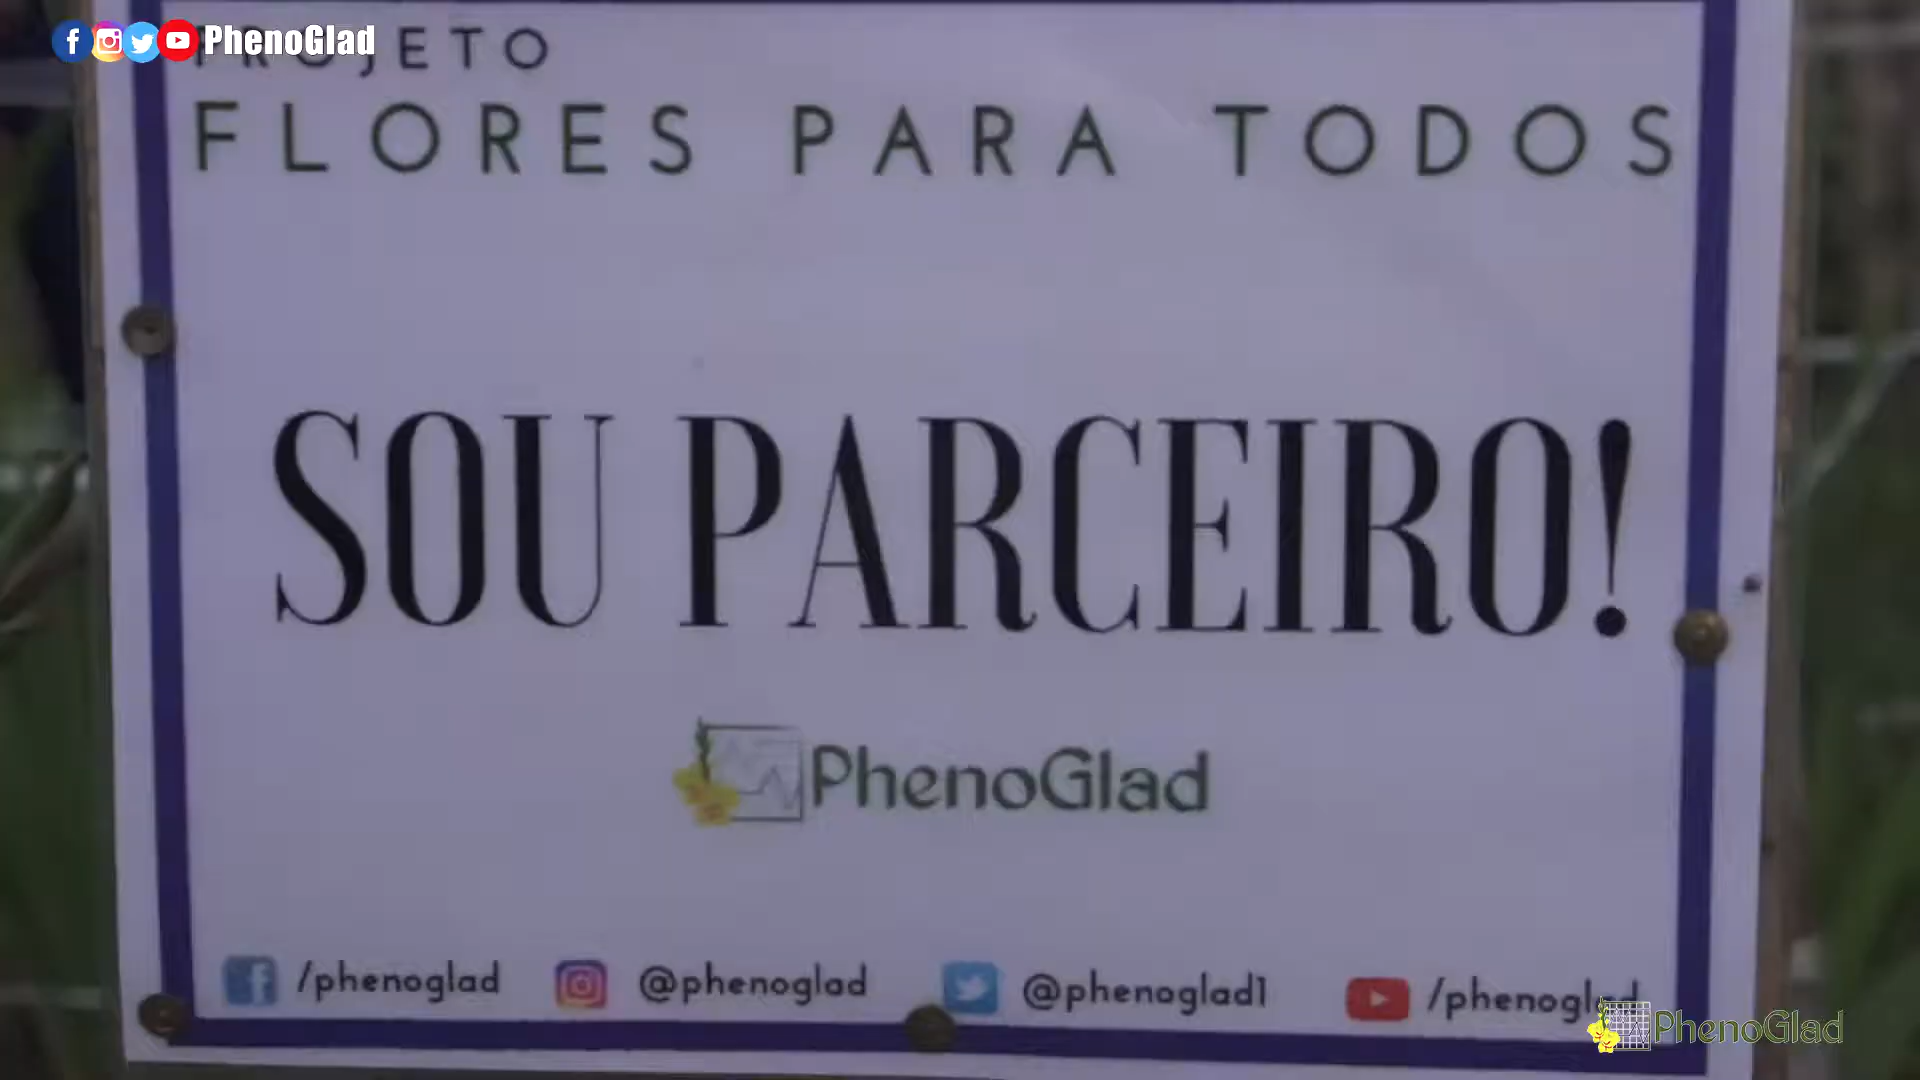 PhenoGlad
PROJETO
FLORES PARA TODOS
SOU PARCEIRO!
PhenoGlad
/phenoglad @phenoglad @phenoglad1 /phenoglad
PhenoGlad